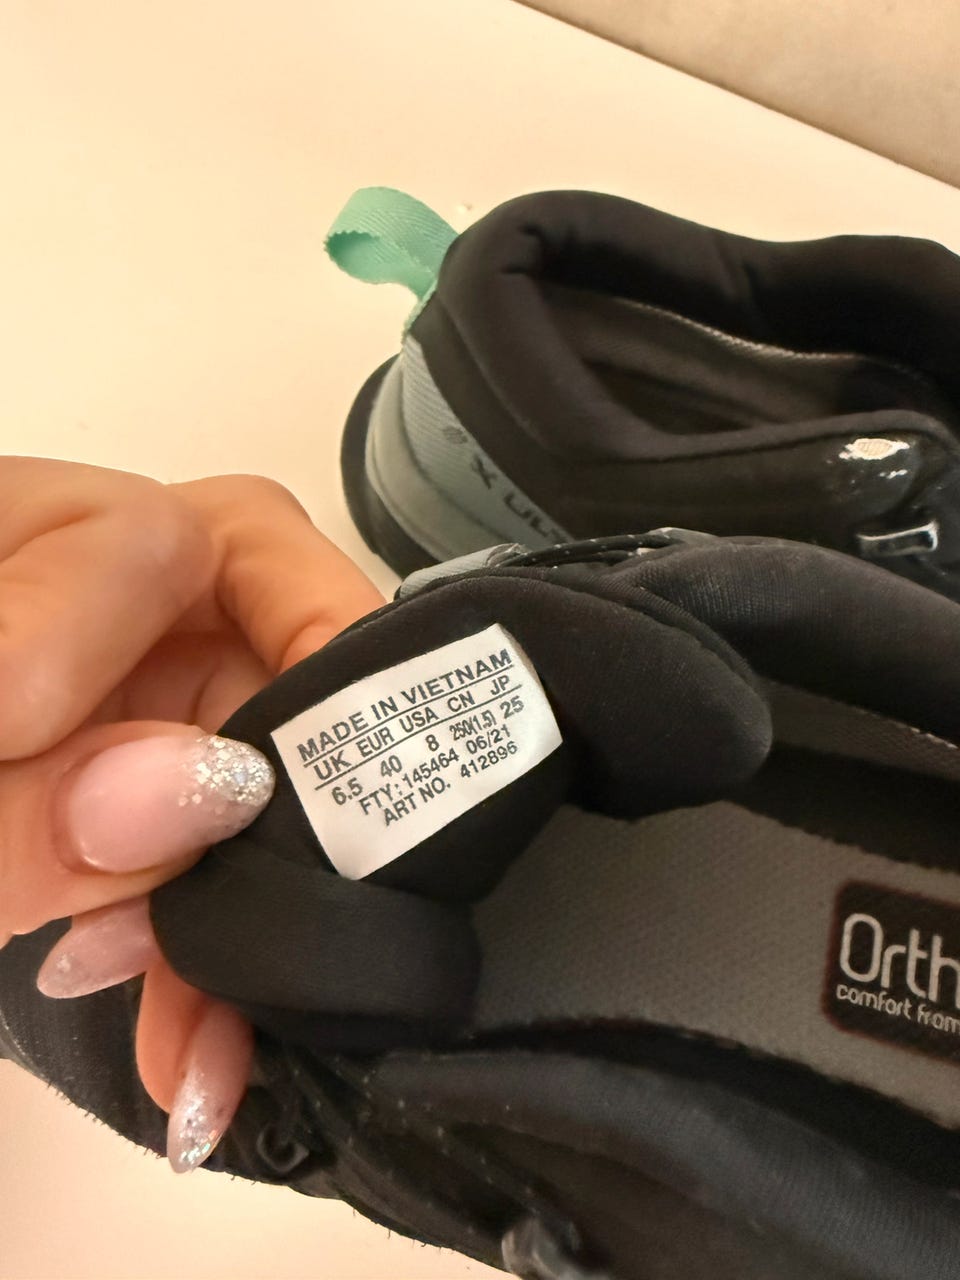 X ULT
MADE IN VIETNAM
UK EUR USA CN JP
6.5 40 8 250(1.5) 25
FTY: 145464 06/21
ART NO. 412896
Orth
comfort from